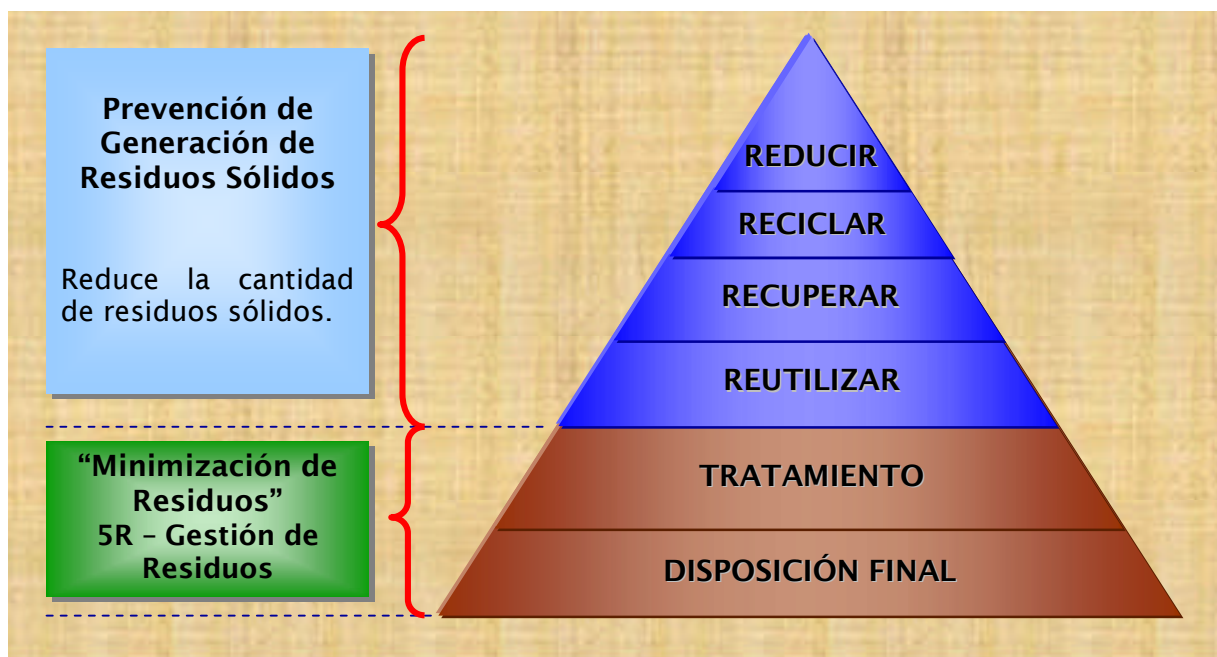 Prevención de
Generación de
Residuos Sólidos
Reduce la cantidad
de residuos sólidos.
“Minimización de
Residuos”
5R – Gestión de
Residuos
REDUCIR
RECICLAR
RECUPERAR
REUTILIZAR
TRATAMIENTO
DISPOSICIÓN FINAL